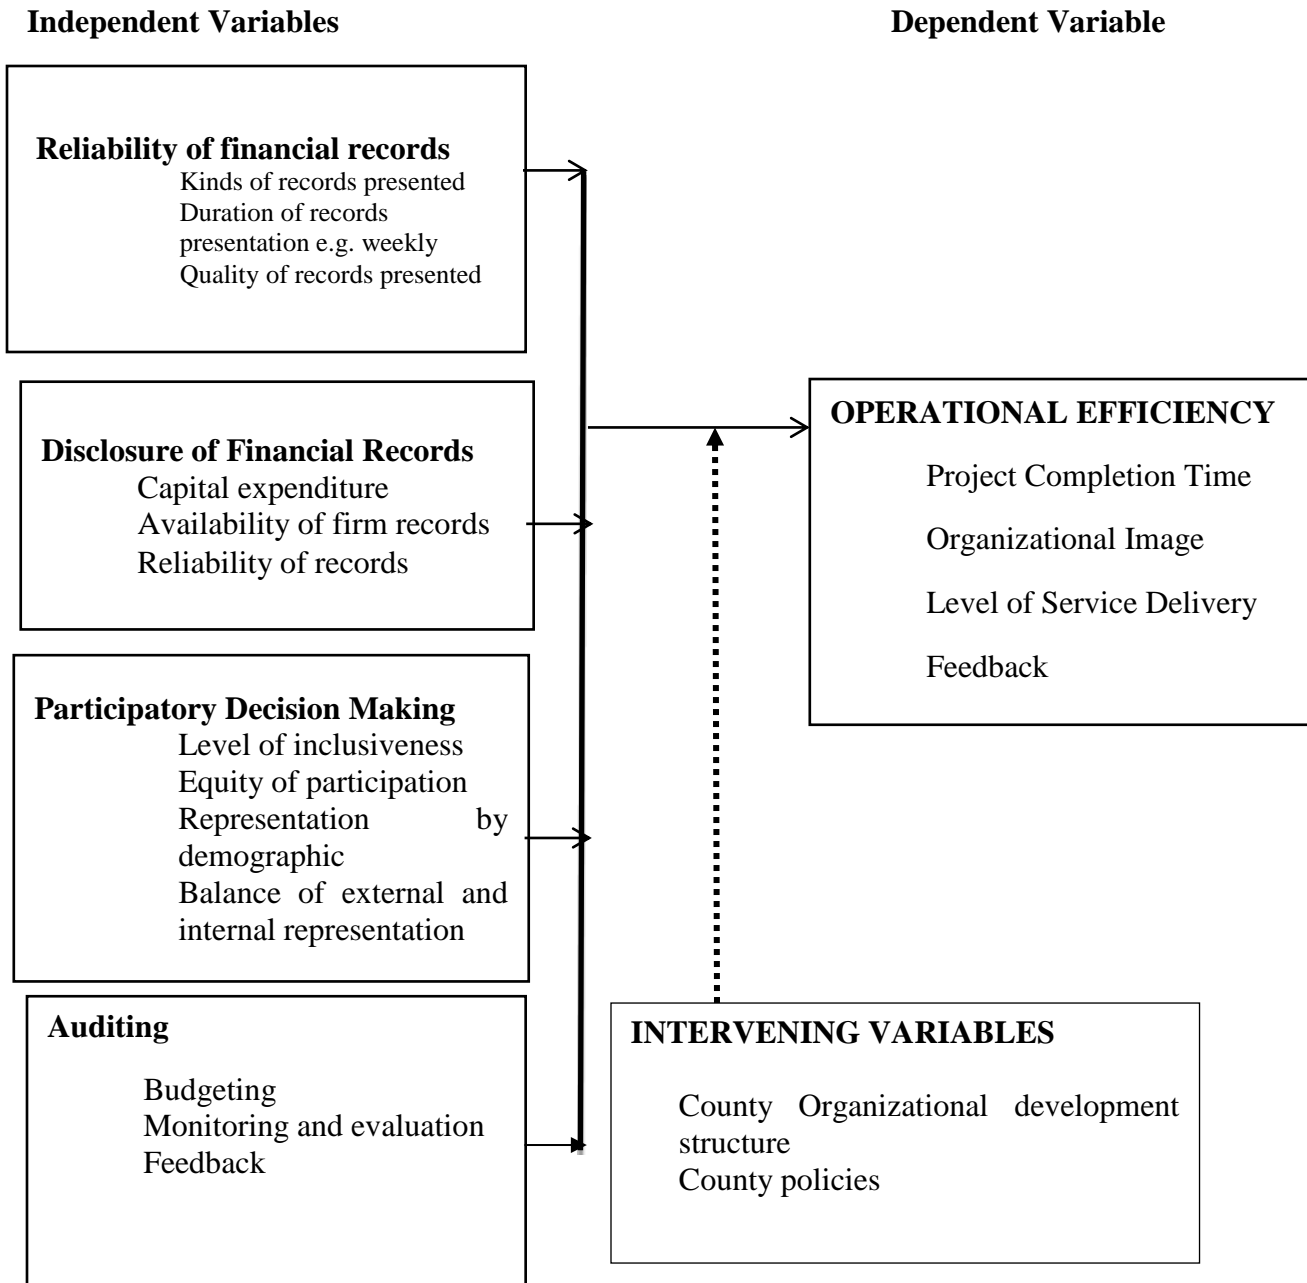 Independent Variables
Dependent Variable
Reliability of financial records
Kinds of records presented
Duration of records
presentation e.g. weekly
Quality of records presented
Disclosure of Financial Records
Capital expenditure
Availability of firm records
Reliability of records
Participatory Decision Making
Level of inclusiveness
Equity of participation
Representation by
demographic
Balance of external and
internal representation
Auditing
Budgeting
Monitoring and evaluation
Feedback
OPERATIONAL EFFICIENCY
Project Completion Time
Organizational Image
Level of Service Delivery
Feedback
INTERVENING VARIABLES
County Organizational development
structure
County policies